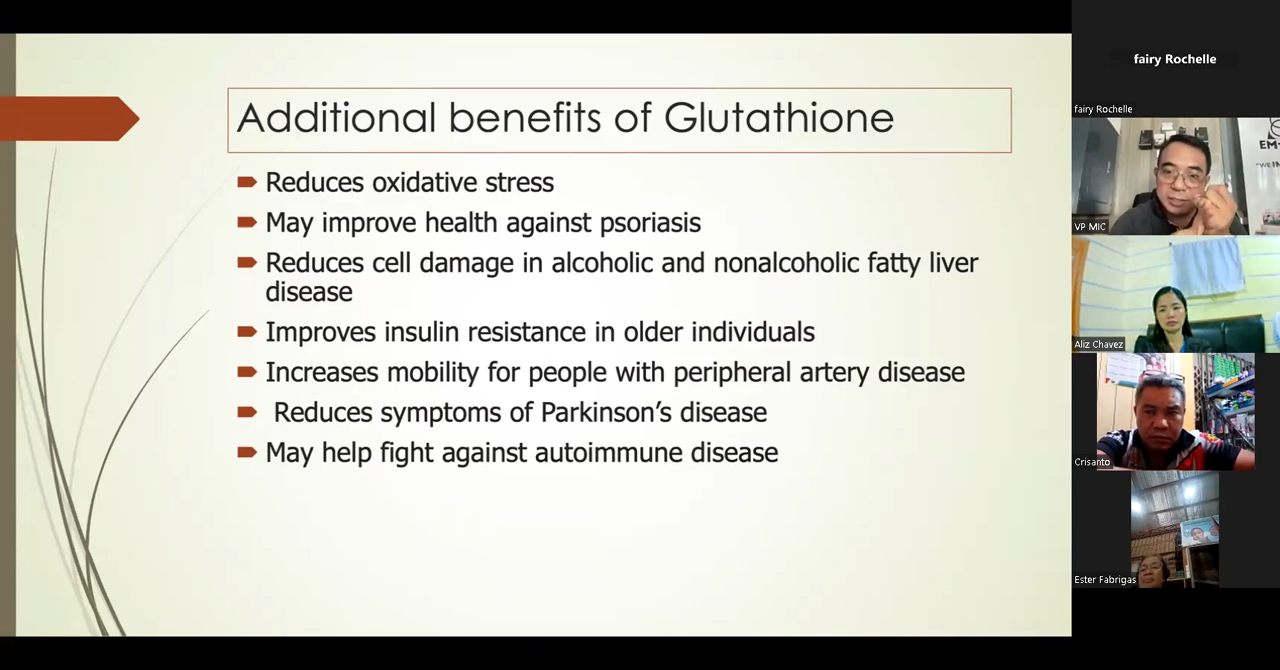 Additional benefits of Glutathione
Reduces oxidative stress
May improve health against psoriasis
Reduces cell damage in alcoholic and nonalcoholic fatty liver
disease
Improves insulin resistance in older individuals
Increases mobility for people with peripheral artery disease
Reduces symptoms of Parkinson’s disease
May help fight against autoimmune disease
fairy Rochelle
fairy Rochelle
VP MIC
Aliz Chavez
Crisanto
Ester Fabrigas